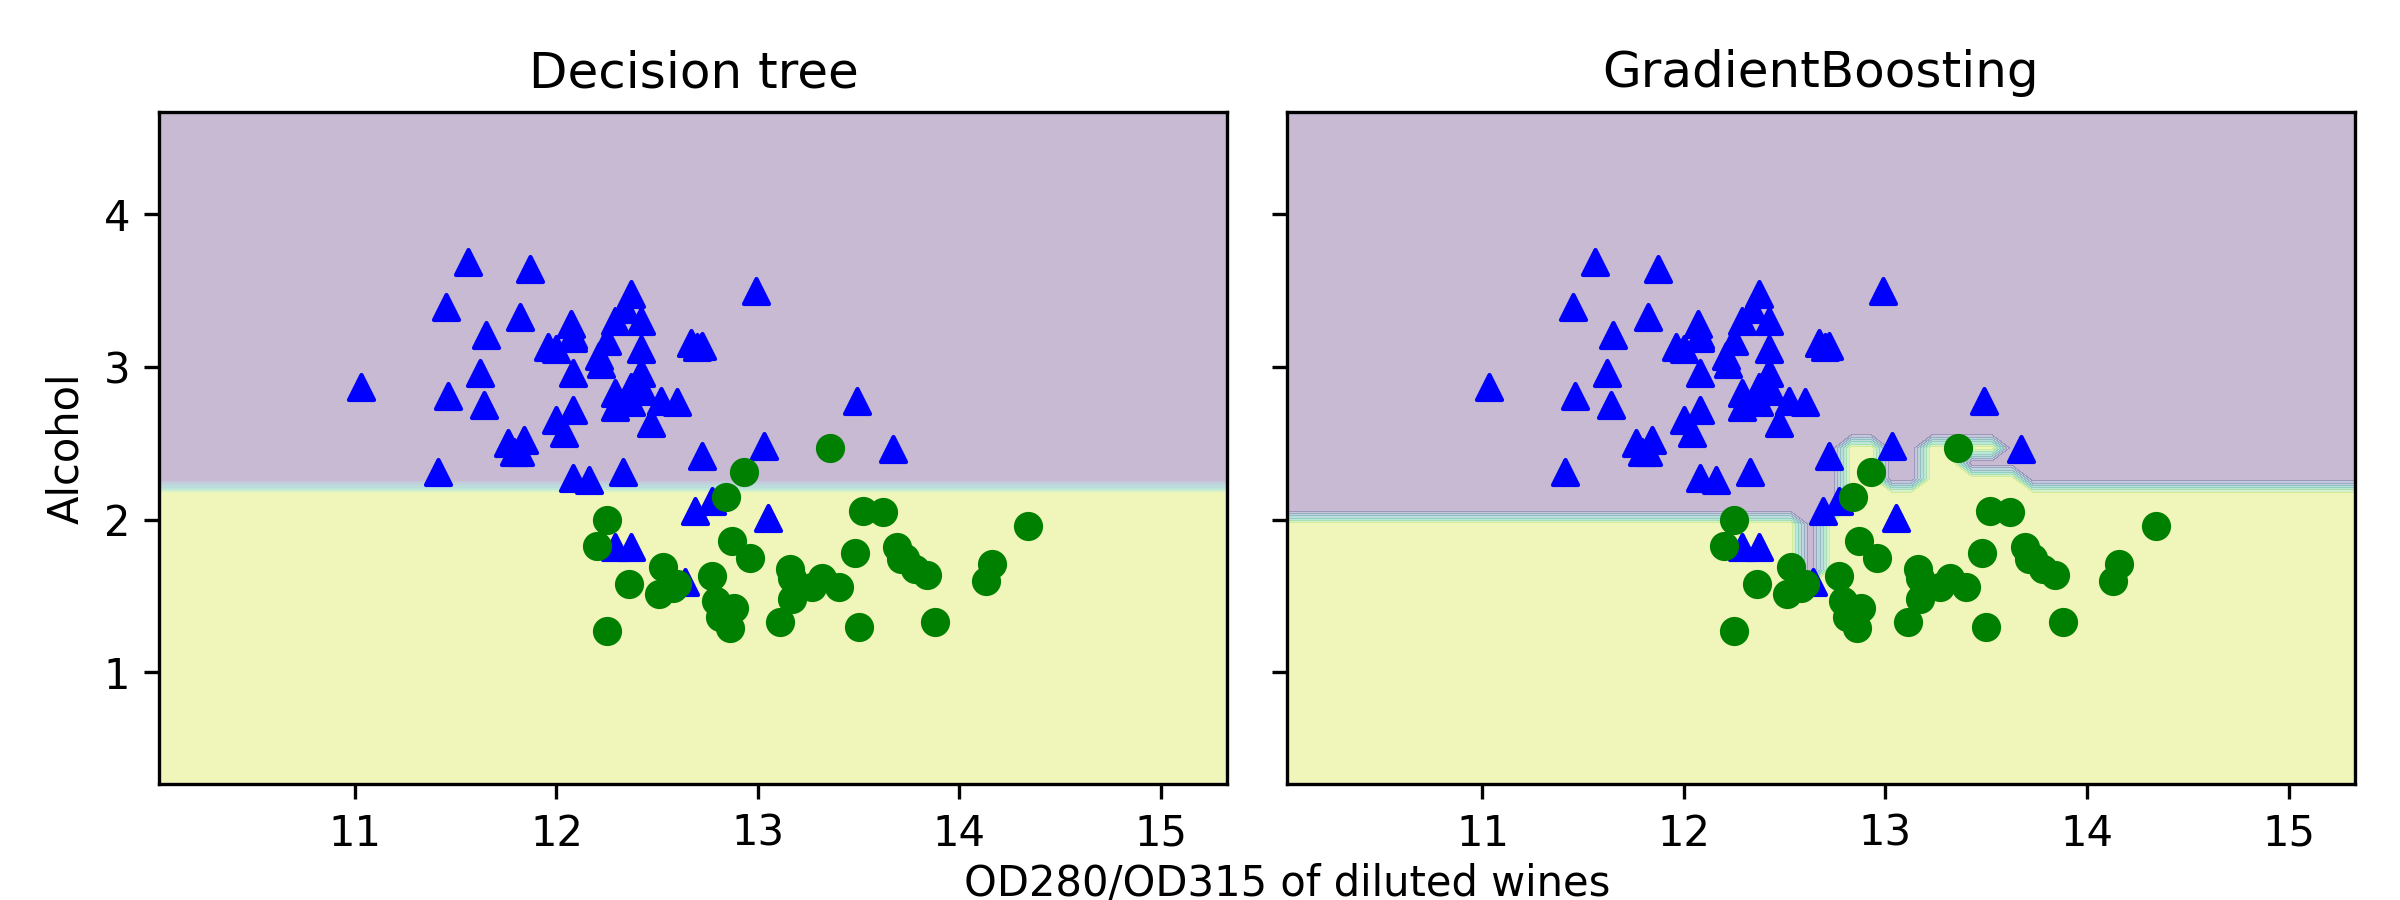 Decision tree
GradientBoosting
Alcohol
4
3
2
1
11 12 13 14 15
11 12 13 14 15
OD280/OD315 of diluted wines